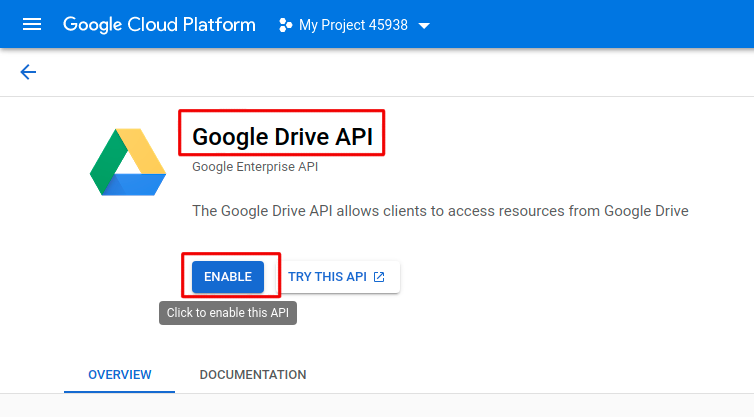 Google Cloud Platform My Project 45938
Google Drive API
Google Enterprise API
The Google Drive API allows clients to access resources from Google Drive
ENABLE TRY THIS API
Click to enable this API
OVERVIEW DOCUMENTATION